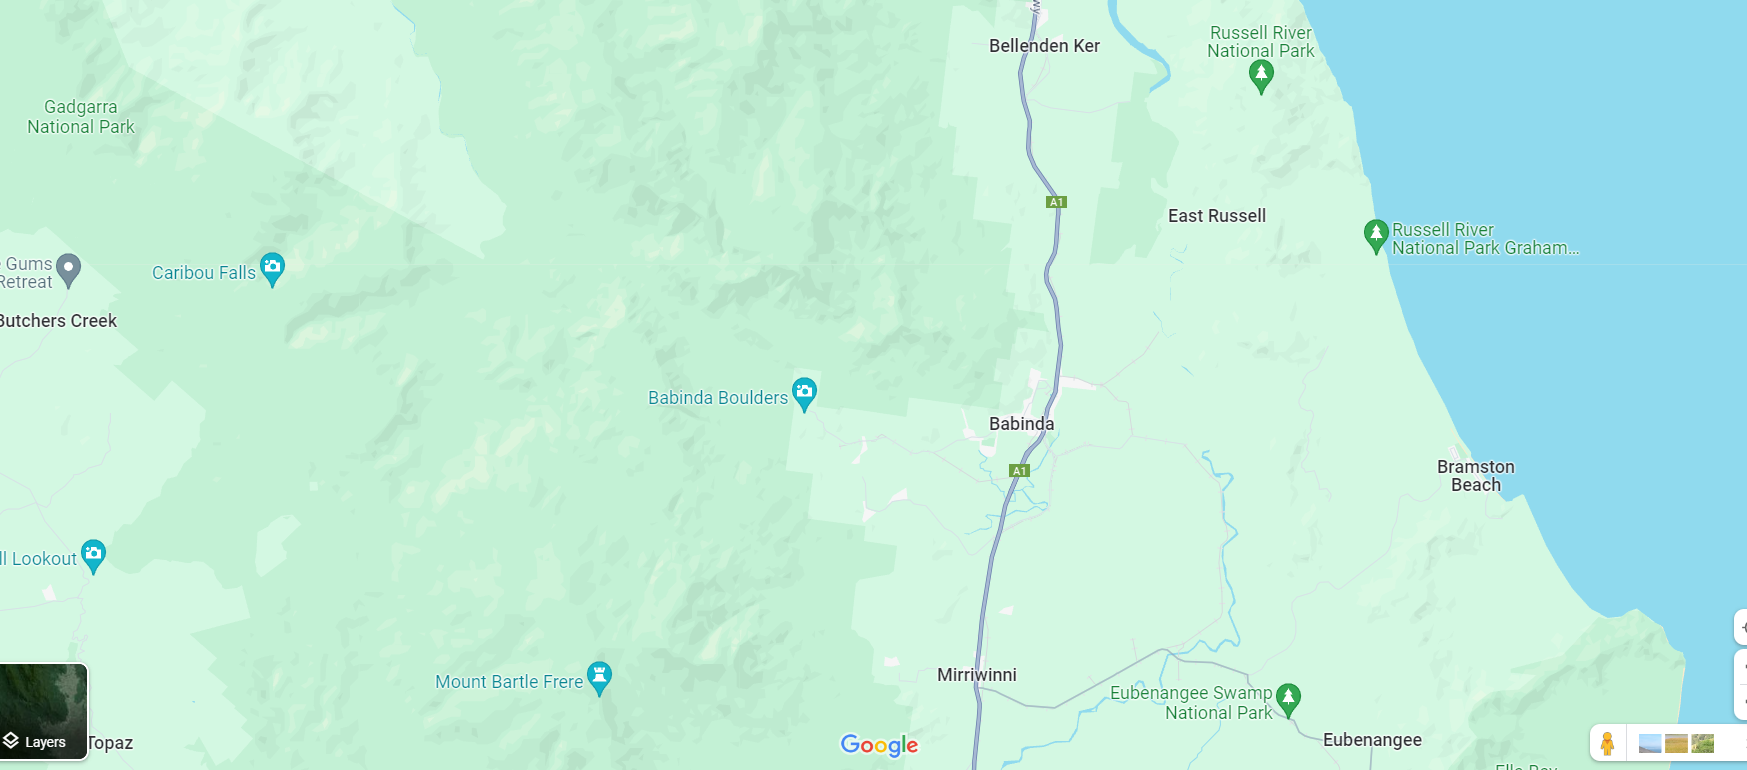 Bellenden Ker
Russell River
National Park
Gadgarra
National Park
A1
East Russell
Russell River
National Park Graham...
Gums
Retreat
Caribou Falls
Butchers Creek
Babinda Boulders
Babinda
A1
Bramston
Beach
Lookout
Mount Bartle Frere
Mirriwinni
Eubenangee Swamp
National Park
Layers
Topaz
Google
Eubenangee